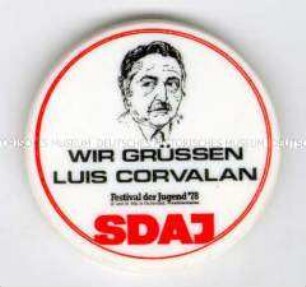 WIR GRÜSSEN
LUIS CORVALAN
Festival der Jugend '78
SDAJ